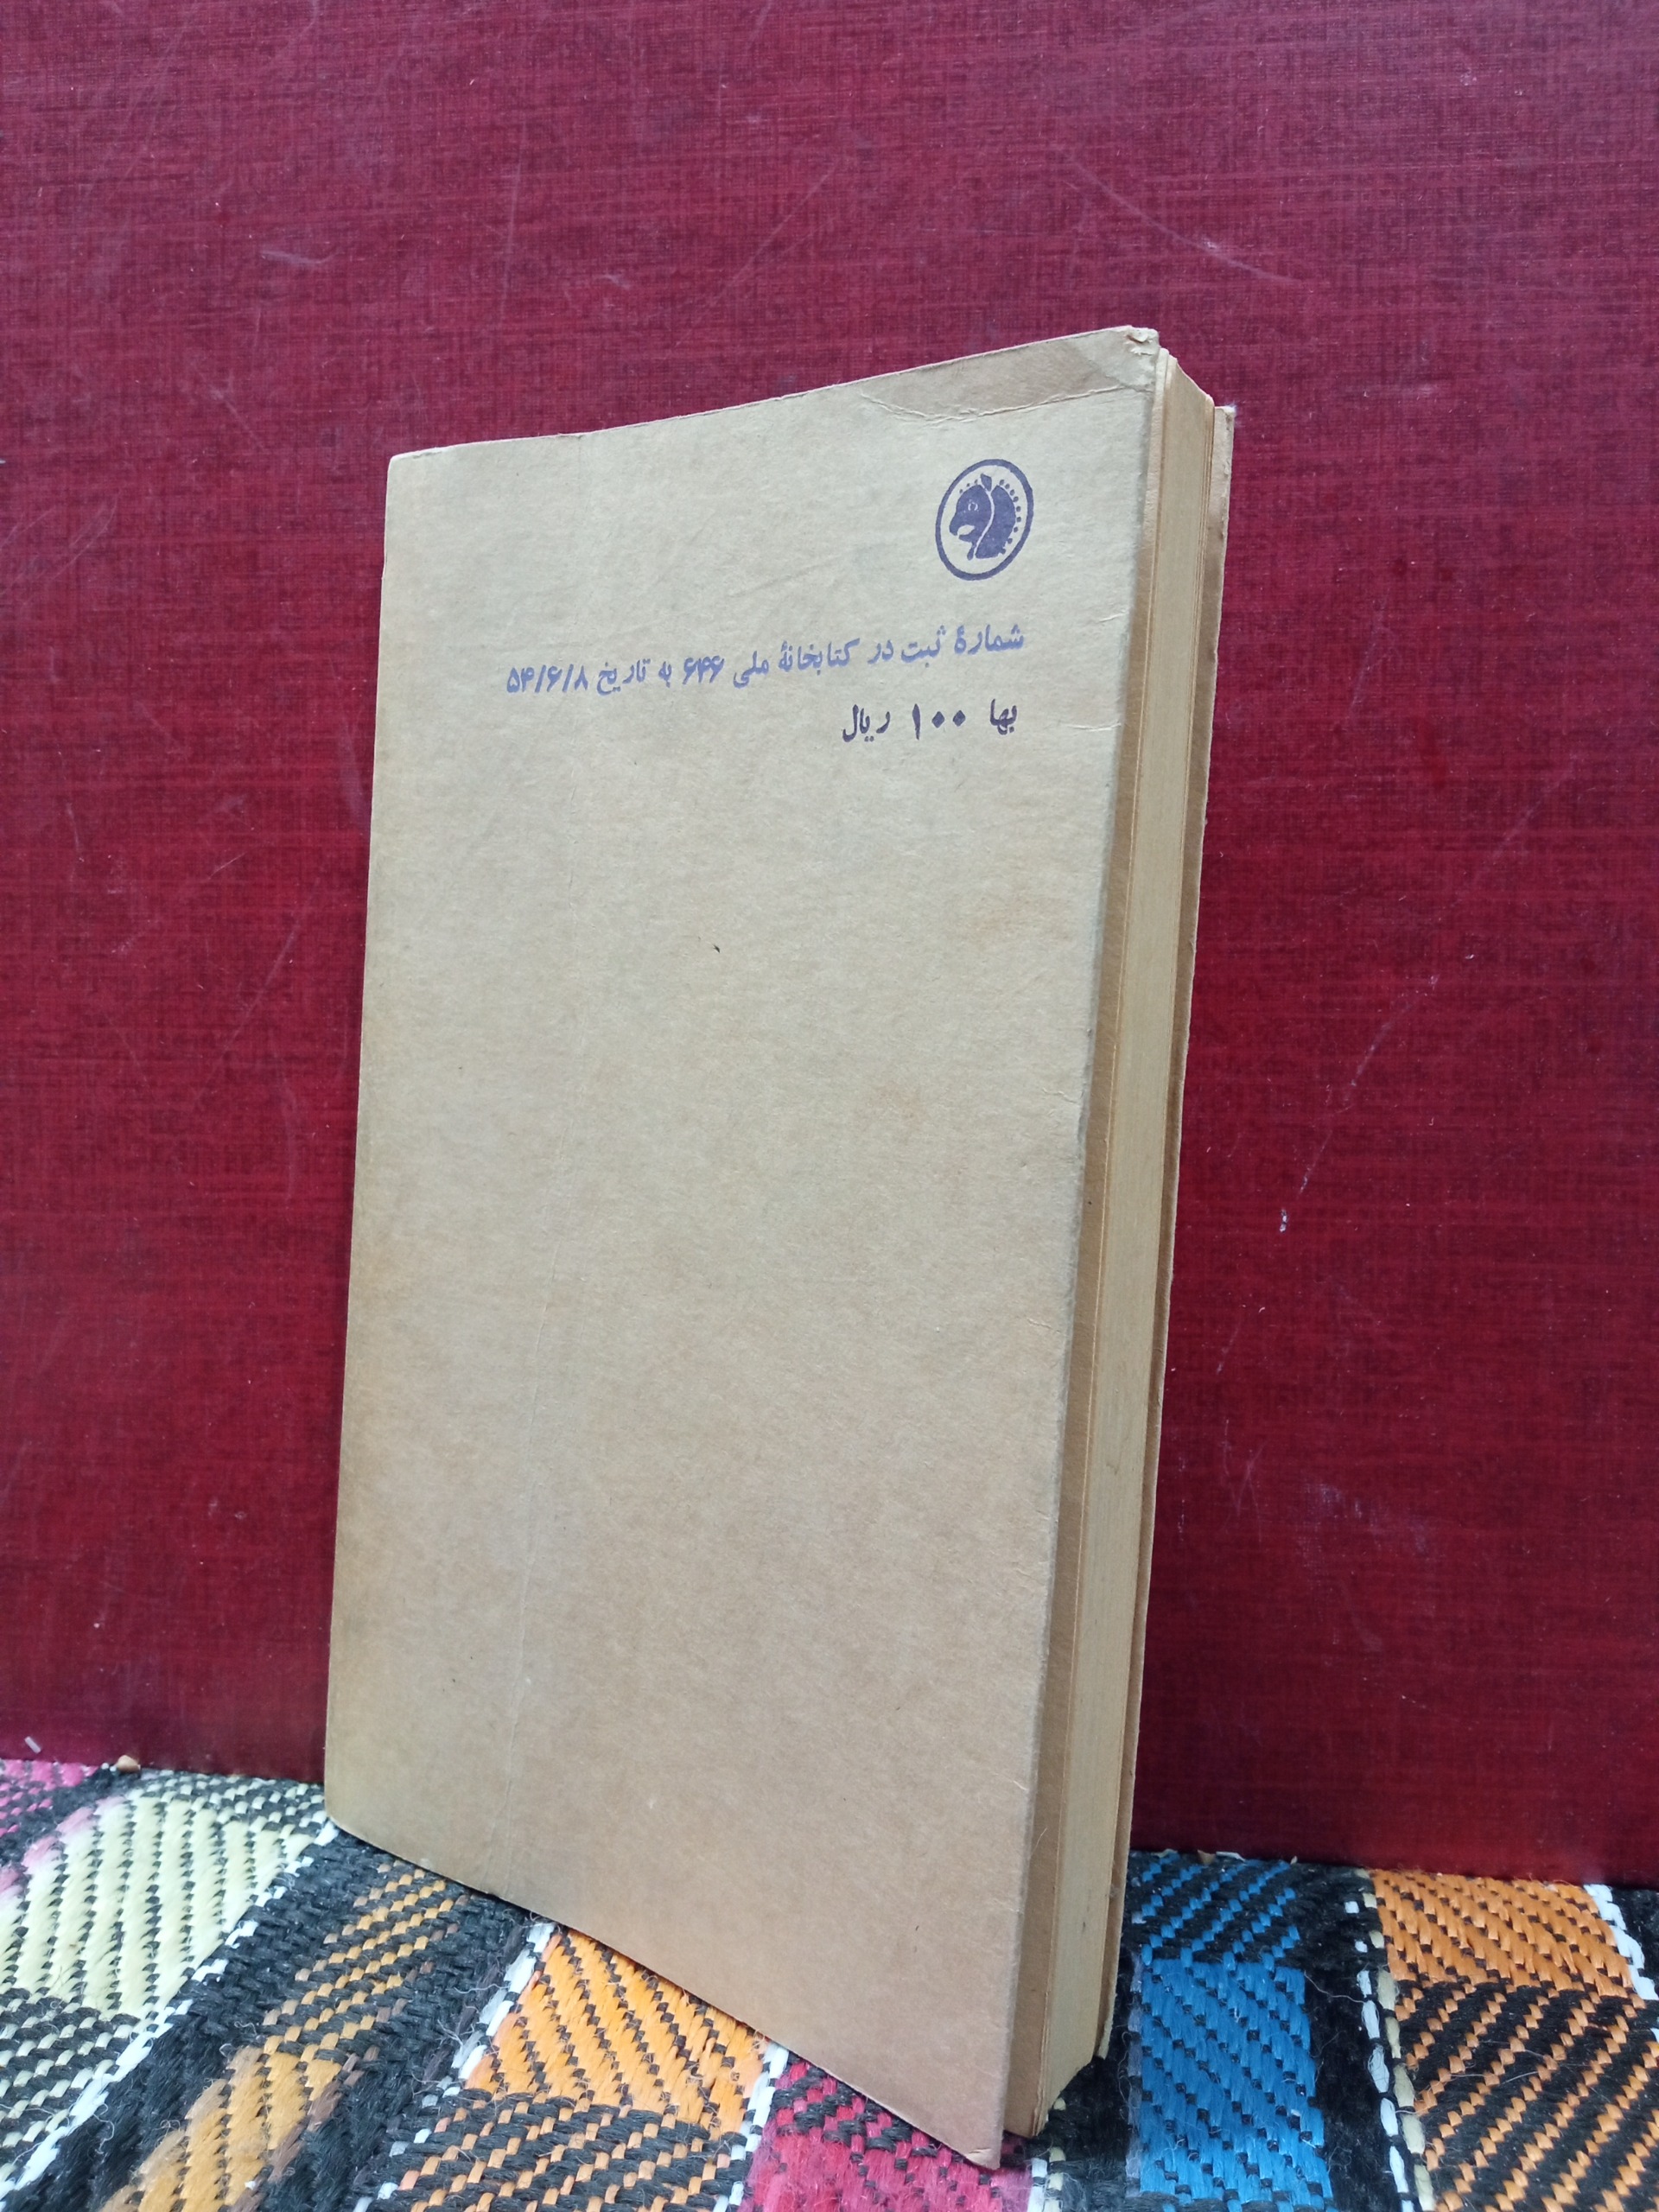 شمارهٔ ثبت در کتابخانهٔ ملی ۶۴۶ به تاریخ ۵۴/۶/۸
بها ۱۰۰ ریال